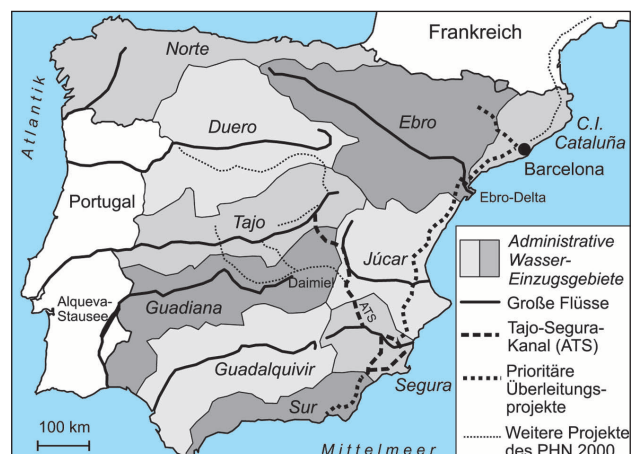 Frankreich
Norte
Atlantik
Duero
Ebro
C.I.
Cataluña
Barcelona
Ebro-Delta
Portugal
Tajo
Júcar
Daimiel
Alqueva-
Stausee
Guadiana
ATS
Guadalquivir
Segura
Sur
100 km
Mittelmeer
Administrative
Wasser-
Einzugsgebiete
Große Flüsse
Tajo-Segura-
Kanal (ATS)
Prioritäre
Überleitungs-
projekte
Weitere Projekte
des PHN 2000